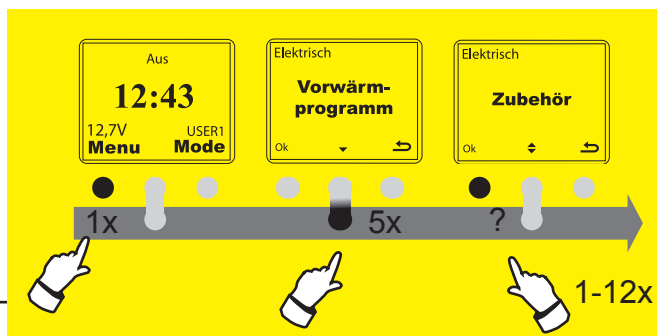 Aus
12:43
12,7V USER1
Menu Mode
Elektrisch
Vorwärm-
programm
Ok
Elektrisch
Zubehör
Ok
1x
5x
?
1-12x